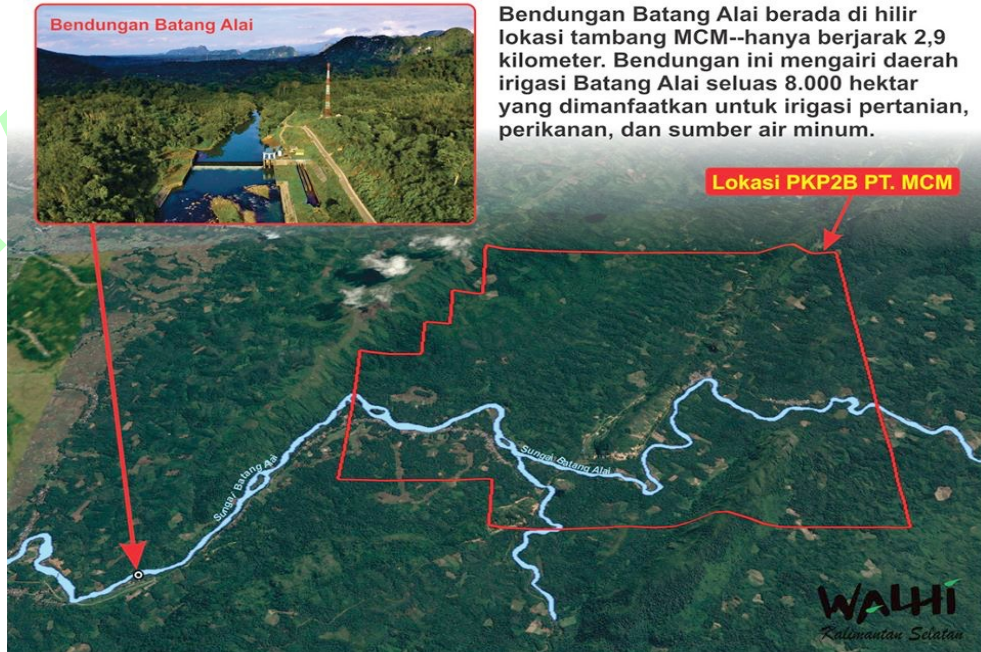 Bendungan Batang Alai
Bendungan Batang Alai berada di hilir
lokasi tambang MCM--hanya berjarak 2,9
kilometer. Bendungan ini mengairi daerah
irigasi Batang Alai seluas 8.000 hektar
yang dimanfaatkan untuk irigasi pertanian,
perikanan, dan sumber air minum.
Lokasi PKP2B PT. MCM
Sungai Batang Alai
Sungai Batang Alai
WALHI
Kalimantan Selatan